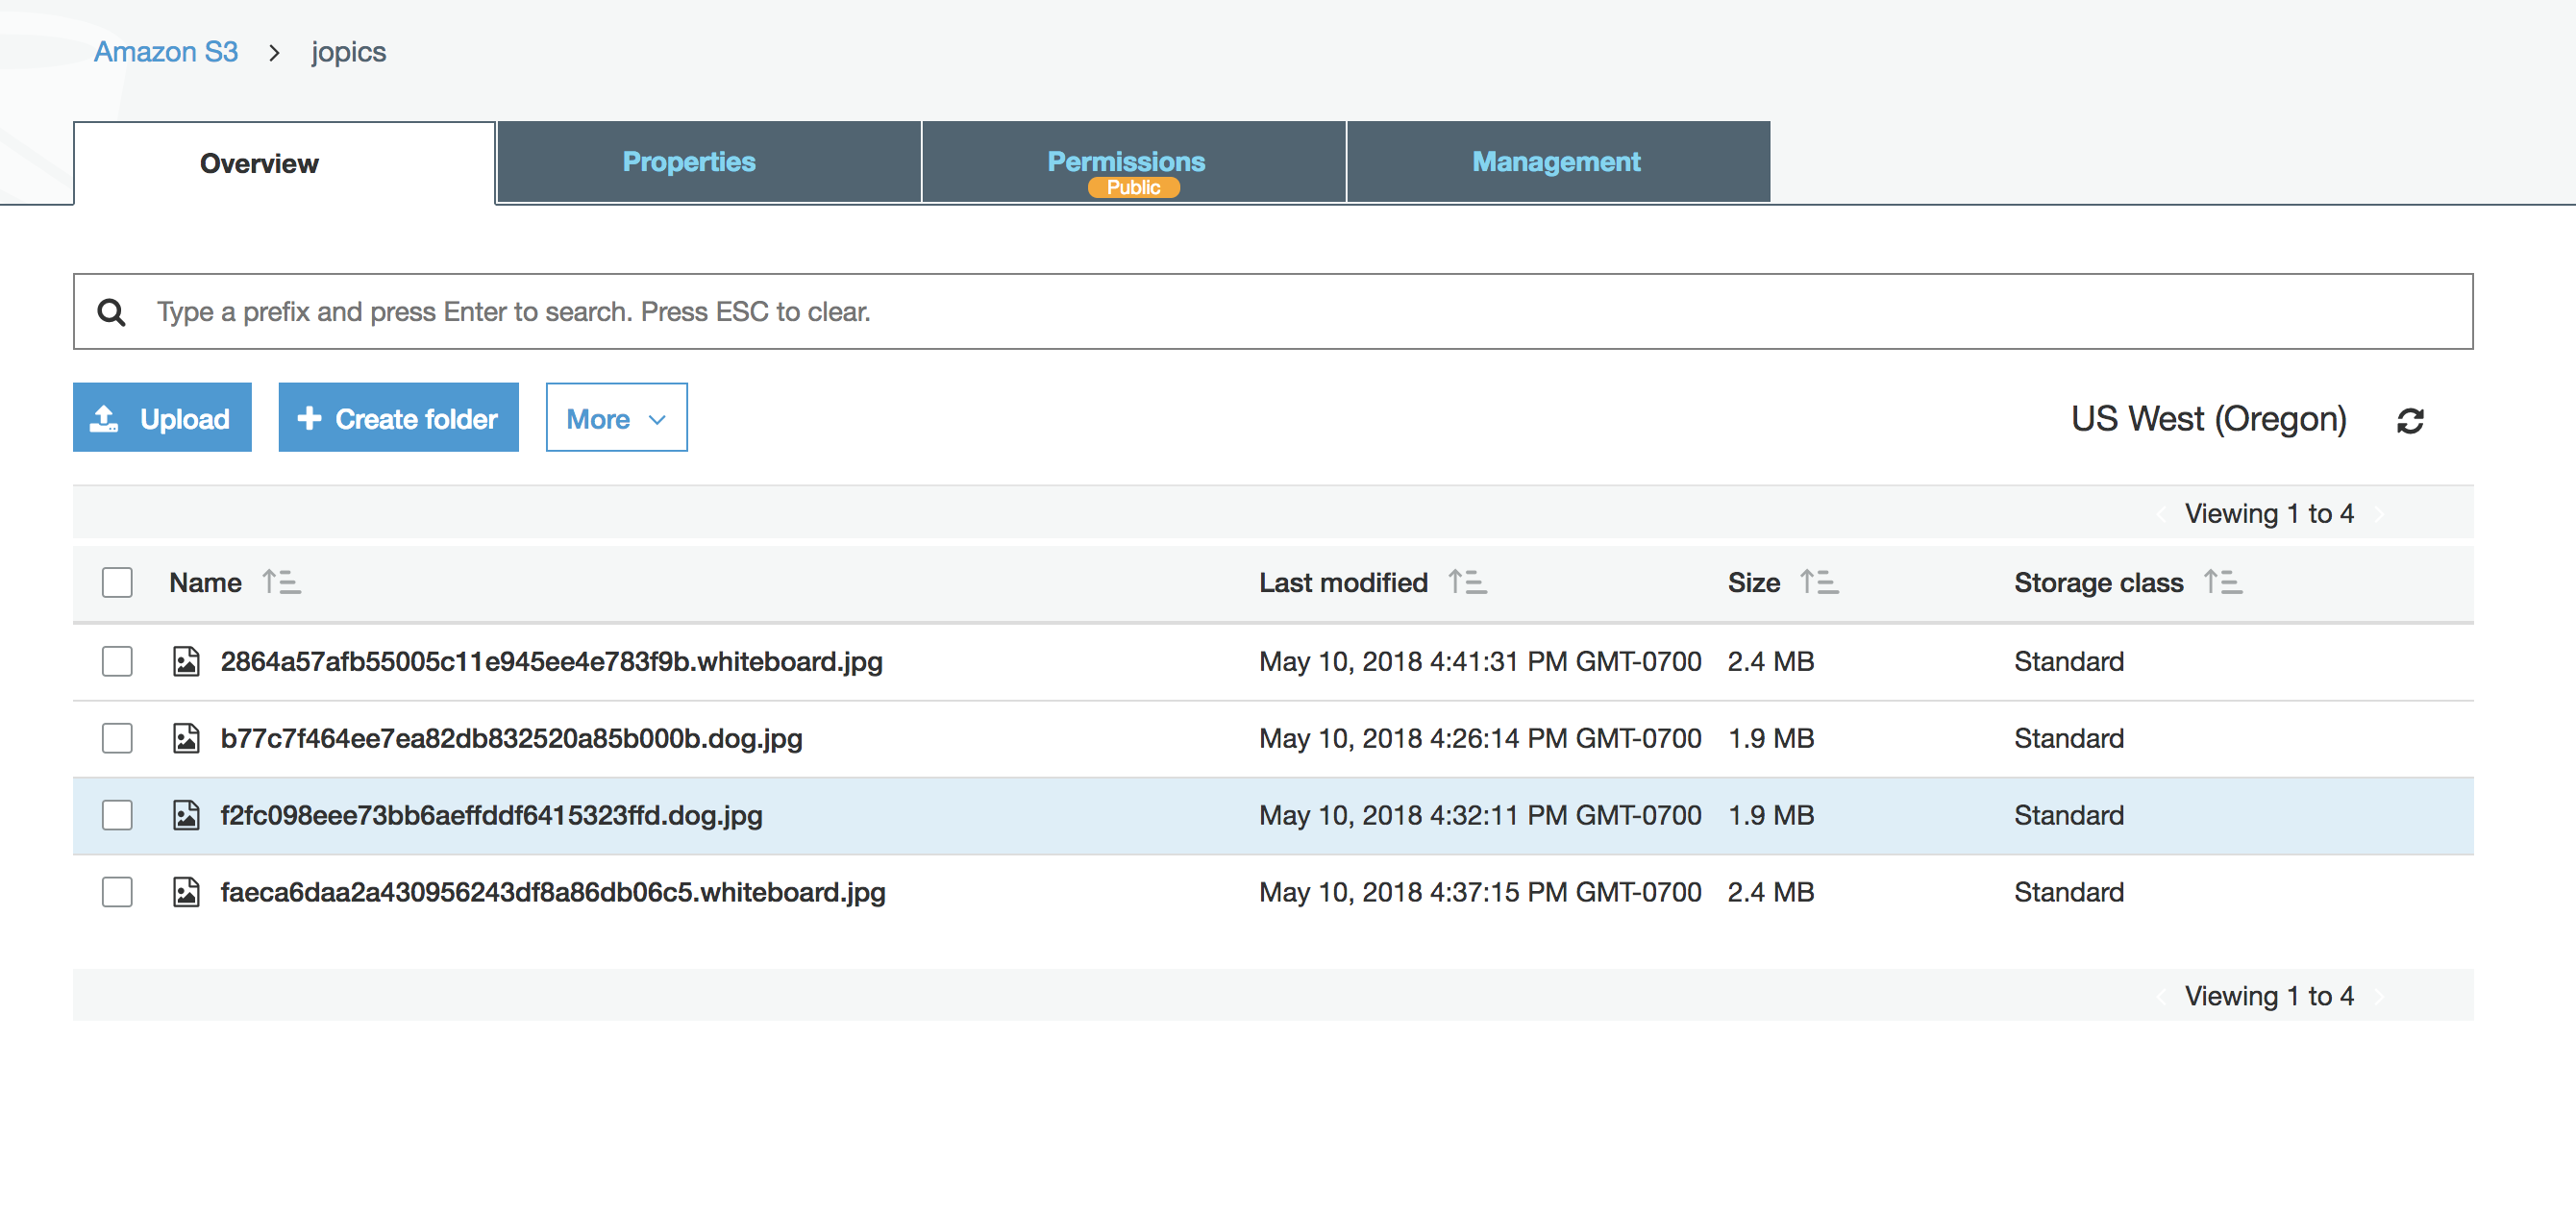 Amazon S3 > jopics
Overview Properties Permissions Management
Public
Type a prefix and press Enter to search. Press ESC to clear.
Upload Create folder More US West (Oregon)
Viewing 1 to 4
Name Last modified Size Storage class
2864a57afb55005c11e945ee4e783f9b.whiteboard.jpg May 10, 2018 4:41:31 PM GMT-0700 2.4 MB Standard
b77c7f464ee7ea82db832520a85b000b.dog.jpg May 10, 2018 4:26:14 PM GMT-0700 1.9 MB Standard
f2fc098eee73bb6aeffddf6415323ffd.dog.jpg May 10, 2018 4:32:11 PM GMT-0700 1.9 MB Standard
faeca6daa2a430956243df8a86db06c5.whiteboard.jpg May 10, 2018 4:37:15 PM GMT-0700 2.4 MB Standard
Viewing 1 to 4